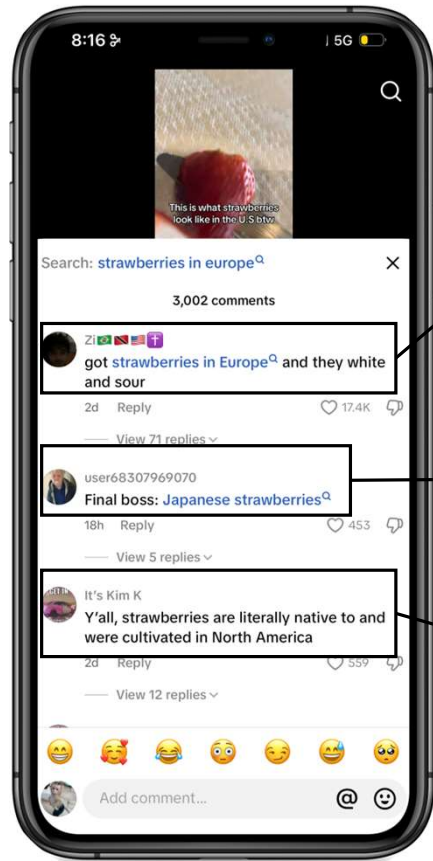 8:16
5G
This is what strawberries
look like in the U.S btw
Search: strawberries in europe
3,002 comments
Zi
got strawberries in Europe and they white
and sour
2d Reply 17.4K
View 71 replies
user68307969070
Final boss: Japanese strawberries
18h Reply 453
View 5 replies
It's Kim K
Y'all, strawberries are literally native to and
were cultivated in North America
2d Reply 559
View 12 replies
Add comment... @